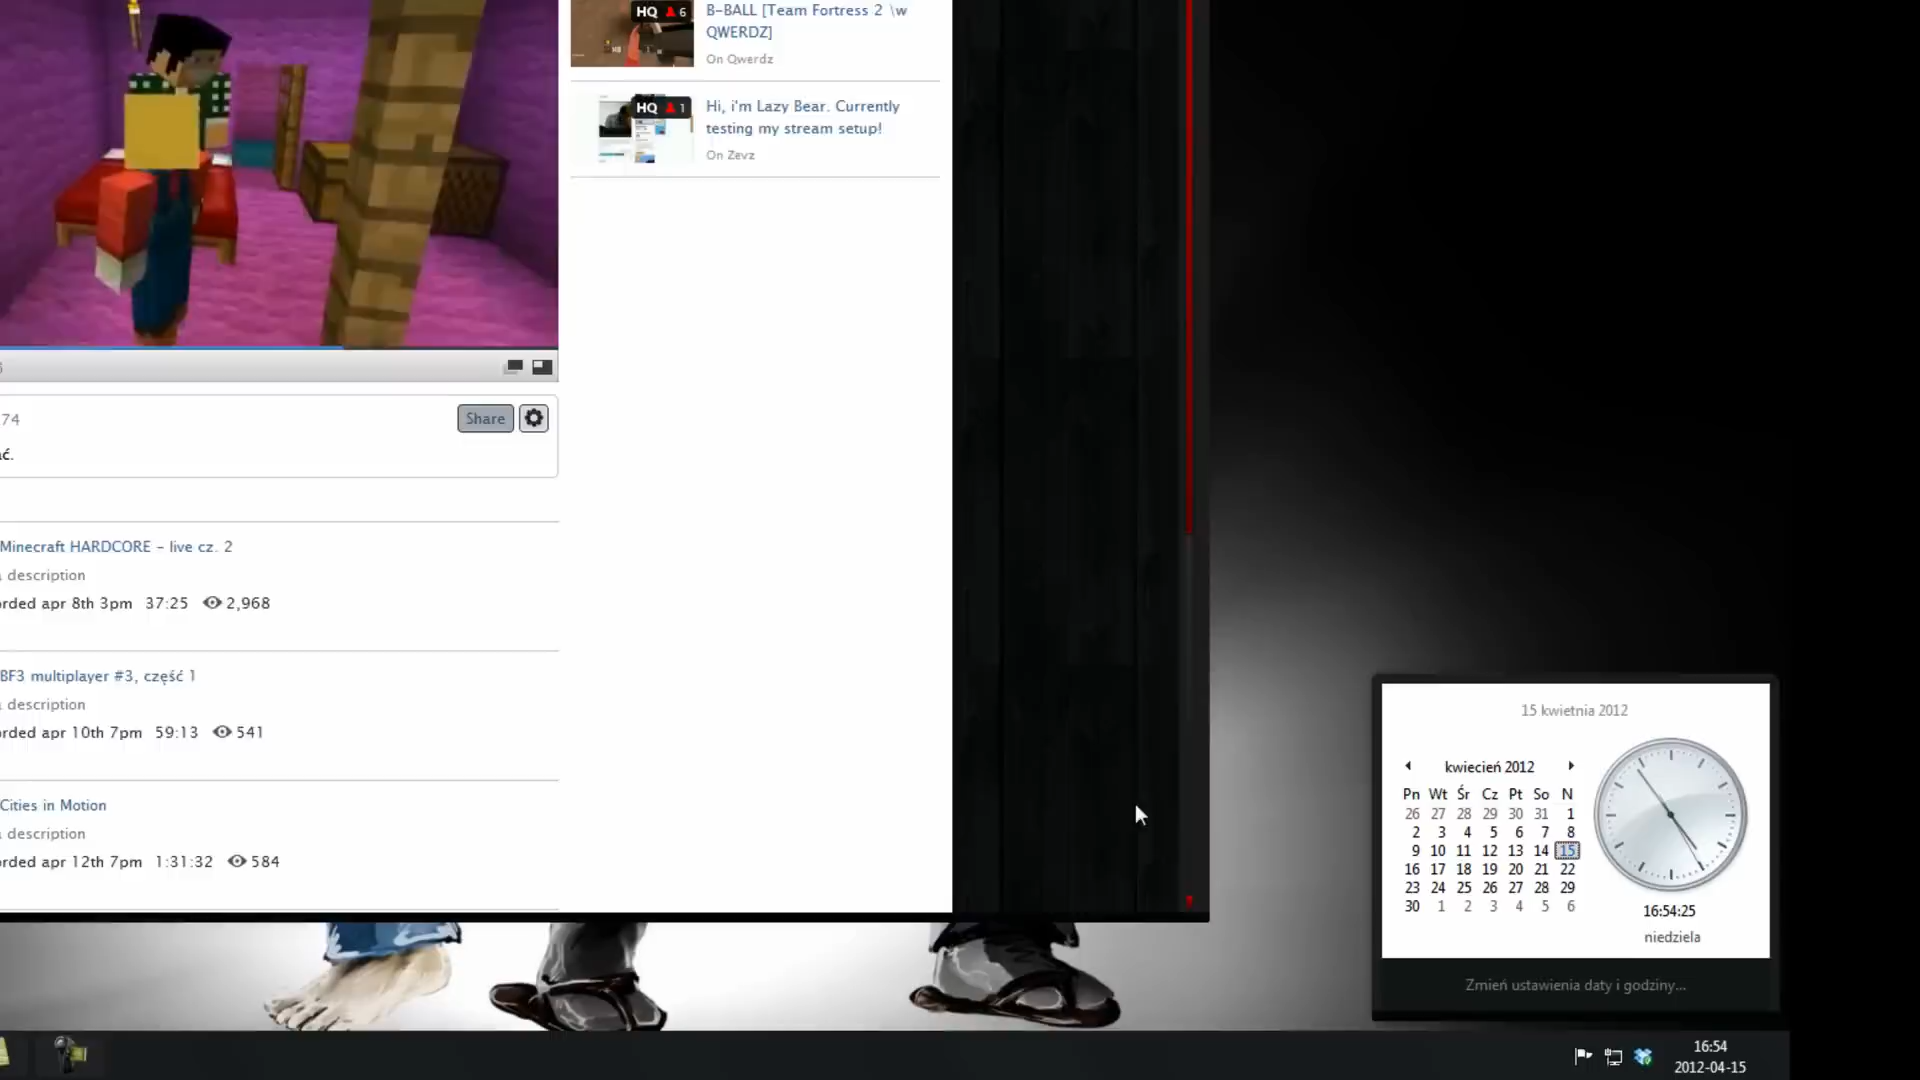 HQ 6
B-BALL [Team Fortress 2 \w
QWERDZ]
On Qwerdz
HQ 1
Hi, i'm Lazy Bear. Currently
testing my stream setup!
On Zevz
74
Share
ć.
Minecraft HARDCORE - live cz. 2
description
rded apr 8th 3pm 37:25 2,968
BF3 multiplayer #3, część 1
description
rded apr 10th 7pm 59:13 541
Cities in Motion
description
rded apr 12th 7pm 1:31:32 584
15 kwietnia 2012
kwiecień 2012
Pn Wt Śr Cz Pt So N
26 27 28 29 30 31 1
2 3 4 5 6 7 8
9 10 11 12 13 14 15
16 17 18 19 20 21 22
23 24 25 26 27 28 29
30 1 2 3 4 5 6
16:54:25
niedziela
Zmień ustawienia daty i godziny...
16:54
2012-04-15